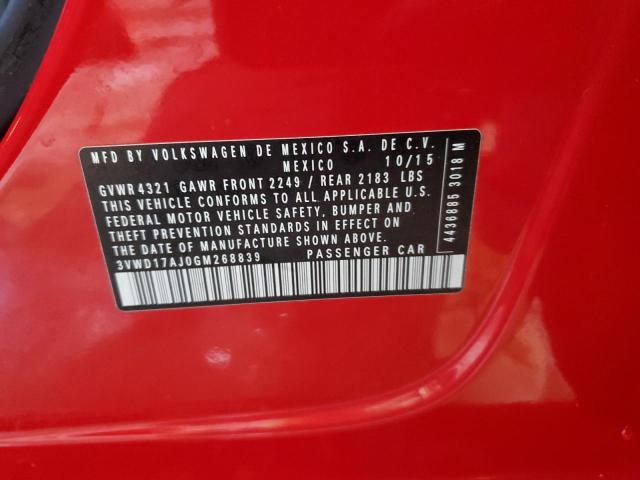 MFD BY VOLKSWAGEN DE MEXICO S.A. DE C.V.
MEXICO 10/15
GVWR 4321 GAWR FRONT 2249 / REAR 2183 LBS
THIS VEHICLE CONFORMS TO ALL APPLICABLE U.S.
FEDERAL MOTOR VEHICLE SAFETY, BUMPER AND
THEFT PREVENTION STANDARDS IN EFFECT ON
THE DATE OF MANUFACTURE SHOWN ABOVE.
3VWD17AJ0GM268839 PASSENGER CAR
4436885 3018 M